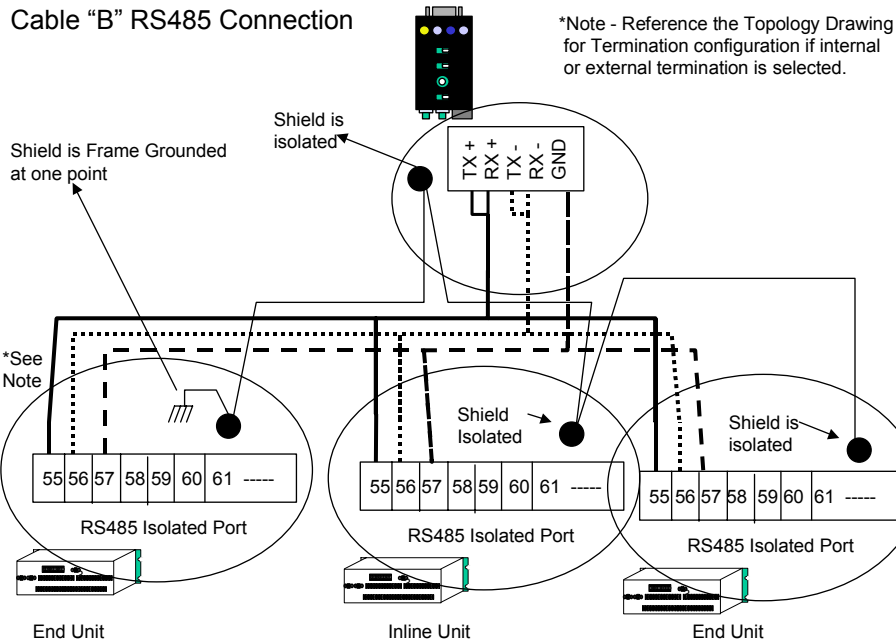 Cable “B” RS485 Connection
*Note - Reference the Topology Drawing
for Termination configuration if internal
or external termination is selected.
Shield is
isolated
Shield is Frame Grounded
at one point
TX +
RX +
TX -
RX -
GND
*See
Note
Shield
Isolated
Shield is
isolated
55 56 57 58 59 60 61 -----
55 56 57 58 59 60 61 -----
55 56 57 58 59 60 61 -----
RS485 Isolated Port
RS485 Isolated Port
RS485 Isolated Port
End Unit
Inline Unit
End Unit